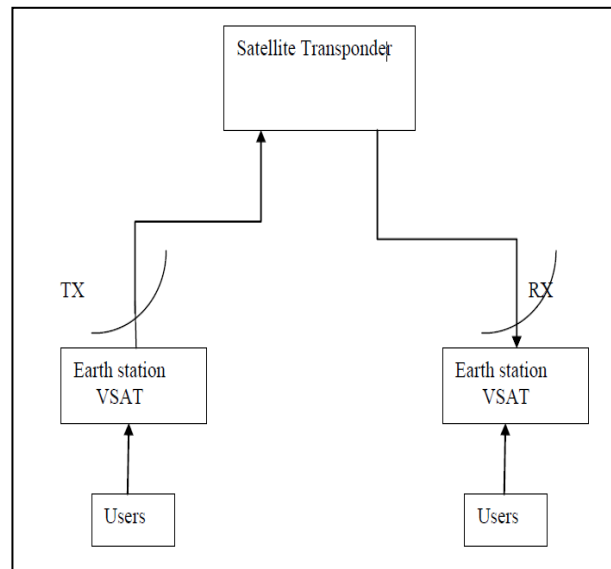 Satellite Transponder
TX
RX
Earth station
VSAT
Earth station
VSAT
Users
Users